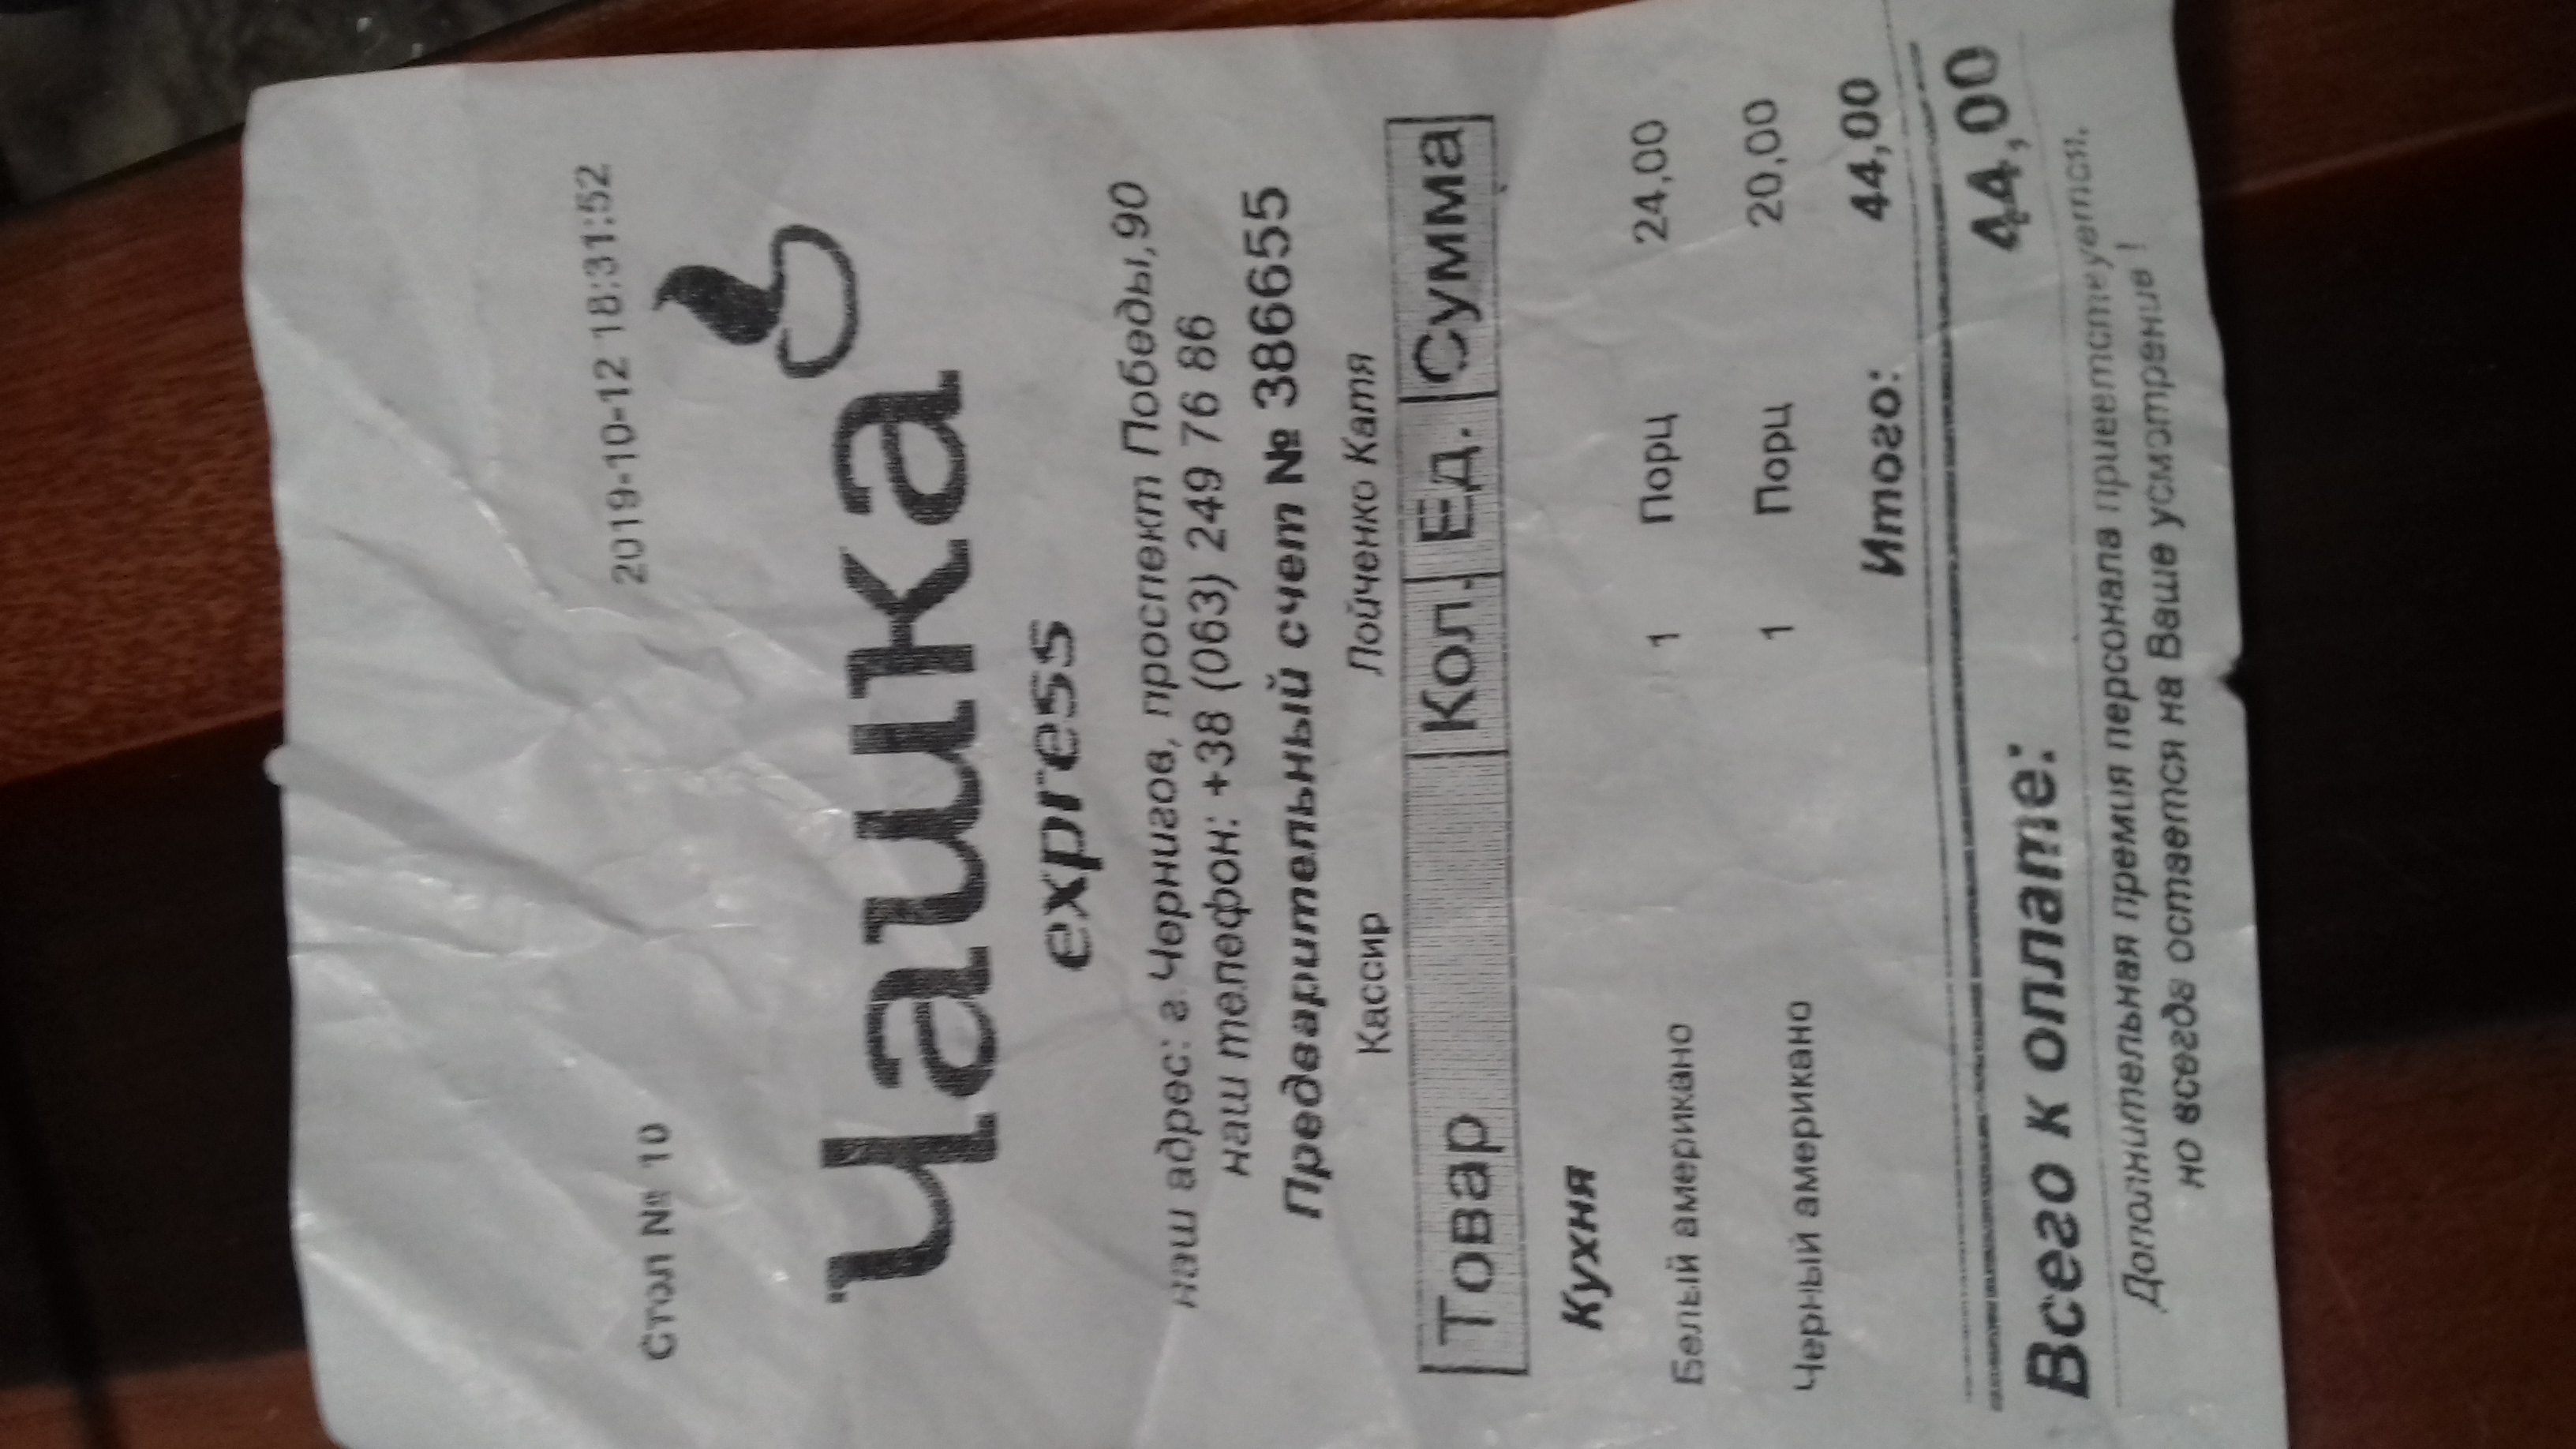 Стол № 10 2019-10-12 18:31:52
Чашка
express
наш адрес: г.Чернигов, проспект Победы,90
наш телефон: +38 (063) 249 76 86
Предварительный счет № 386655
Кассир Лойченко Катя
Товар Кол. Ед. Сумма
Кухня
Белый американо 1 Порц 24,00
Черный американо 1 Порц 20,00
Итого: 44,00
Всего к оплате: 44,00
Дополнительная премия персонала приветствуется,
но всегда остается на Ваше усмотрение !